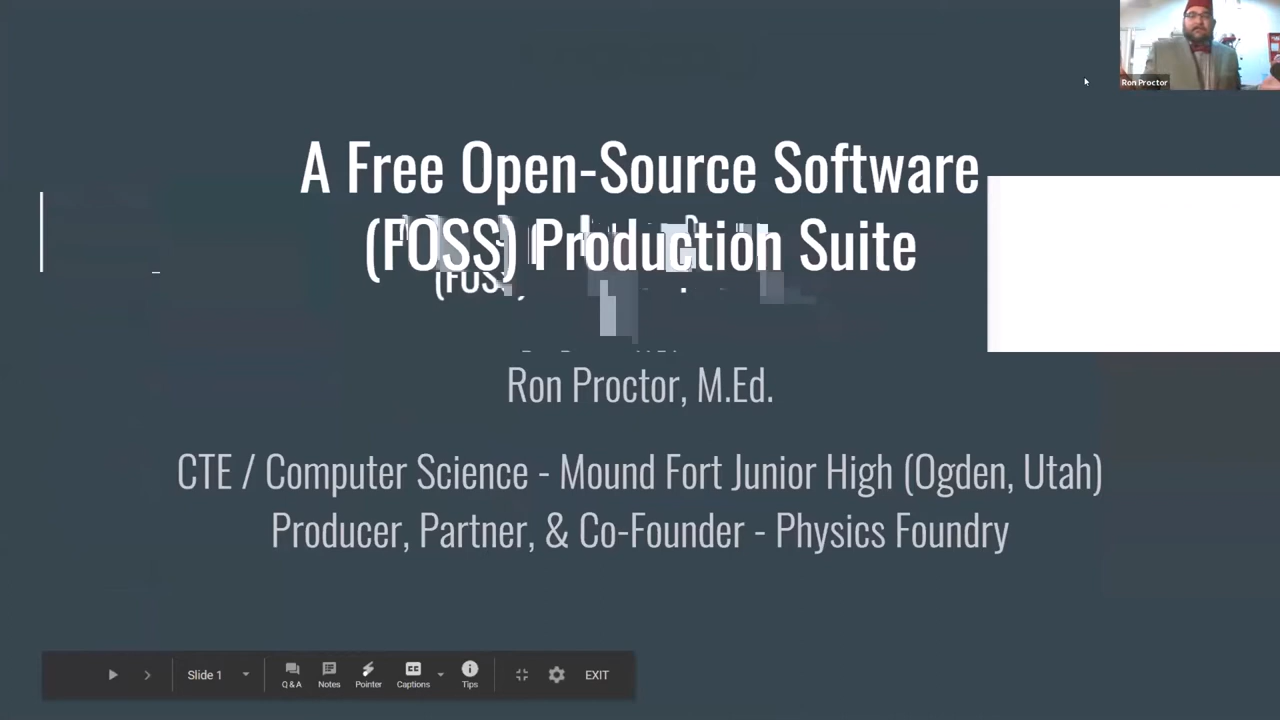 Ron Proctor
A Free Open-Source Software
(FOSS) Production Suite
Ron Proctor, M.Ed.
CTE / Computer Science - Mound Fort Junior High (Ogden, Utah)
Producer, Partner, & Co-Founder - Physics Foundry
Slide 1
Q & A
Notes
Pointer
CC
Captions
Tips
EXIT